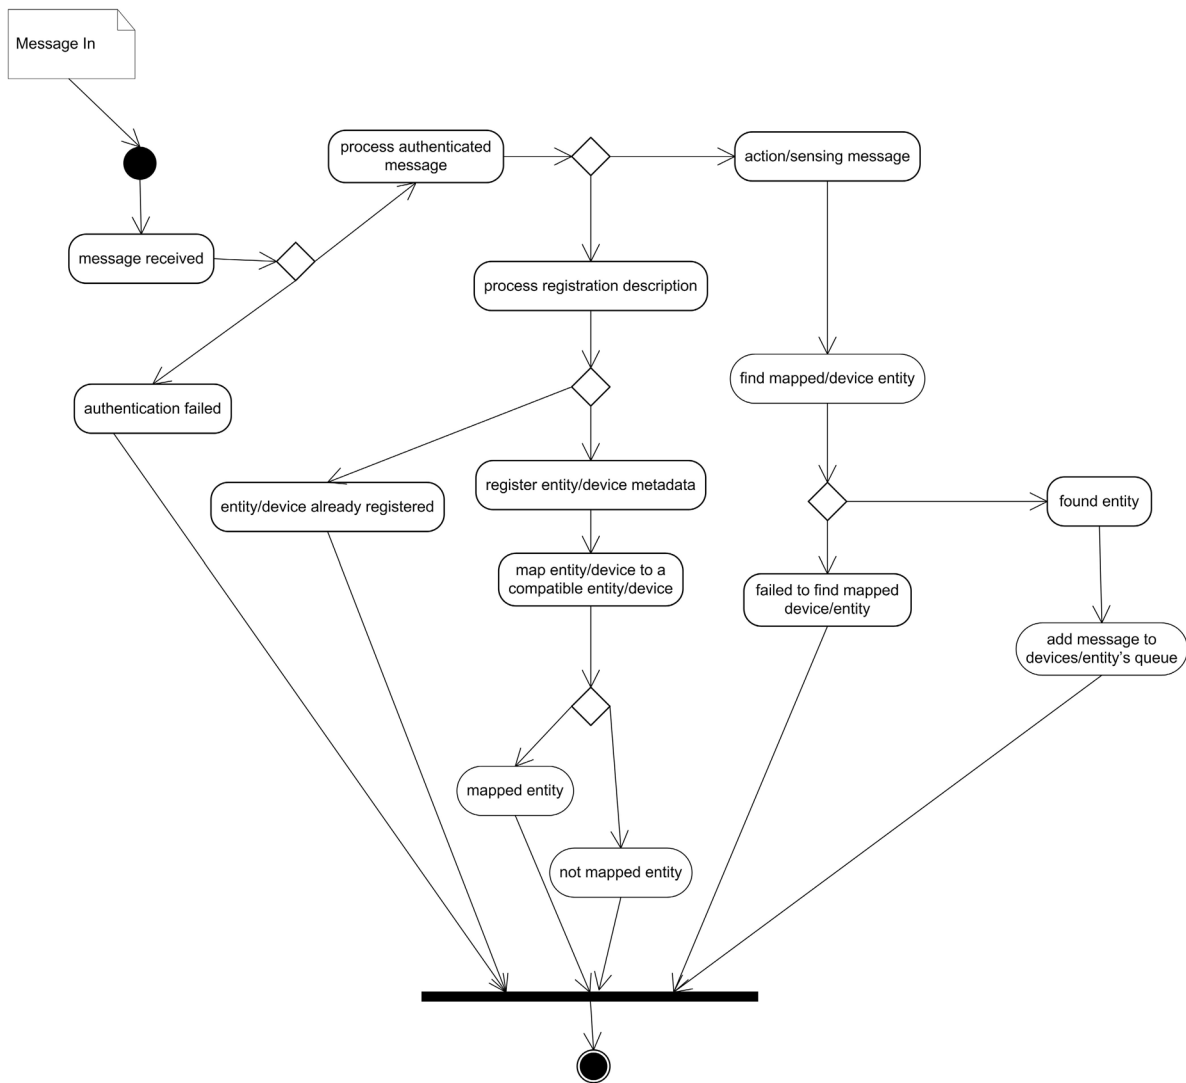 Message In
process authenticated
message
action/sensing message
message received
process registration description
find mapped/device entity
authentication failed
register entity/device metadata
entity/device already registered
found entity
map entity/device to a
compatible entity/device
failed to find mapped
device/entity
add message to
devices/entity’s queue
mapped entity
not mapped entity